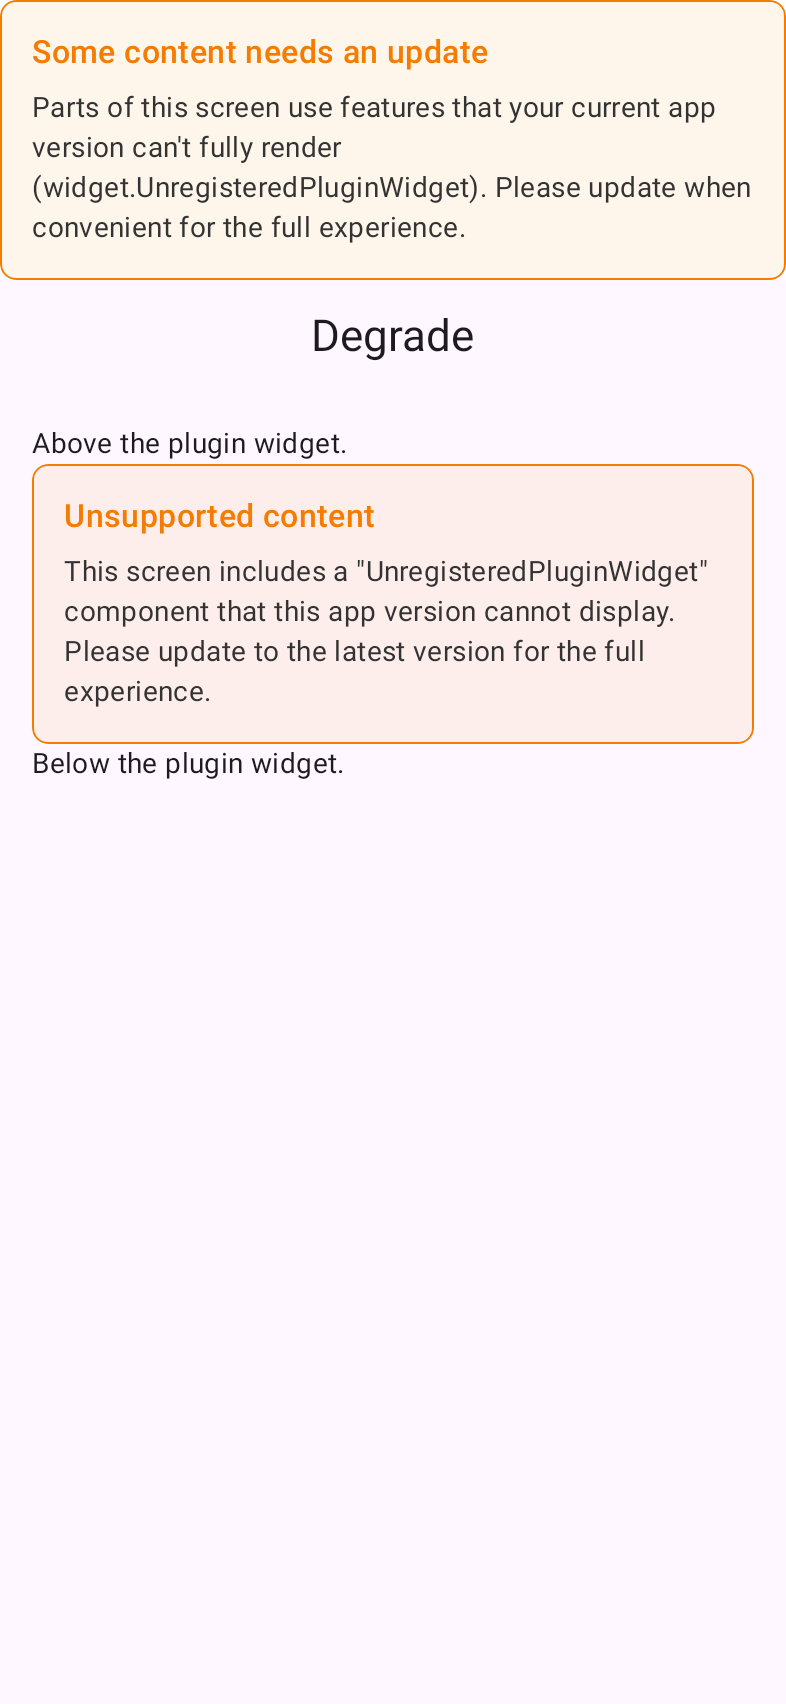 Some content needs an update
Parts of this screen use features that your current app
version can't fully render
(widget.UnregisteredPluginWidget). Please update when
convenient for the full experience.
Degrade
Above the plugin widget.
Unsupported content
This screen includes a "UnregisteredPluginWidget"
component that this app version cannot display.
Please update to the latest version for the full
experience.
Below the plugin widget.